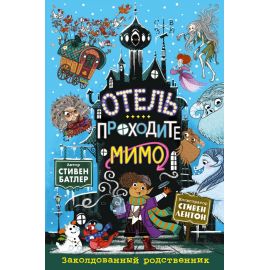 ОТЕЛЬ
ПРОХОДИТЕ
МИМО
Автор
СТИВЕН
БАТЛЕР
Иллюстратор
СТИВЕН
ЛЕНТОН
Заколдованный родственник